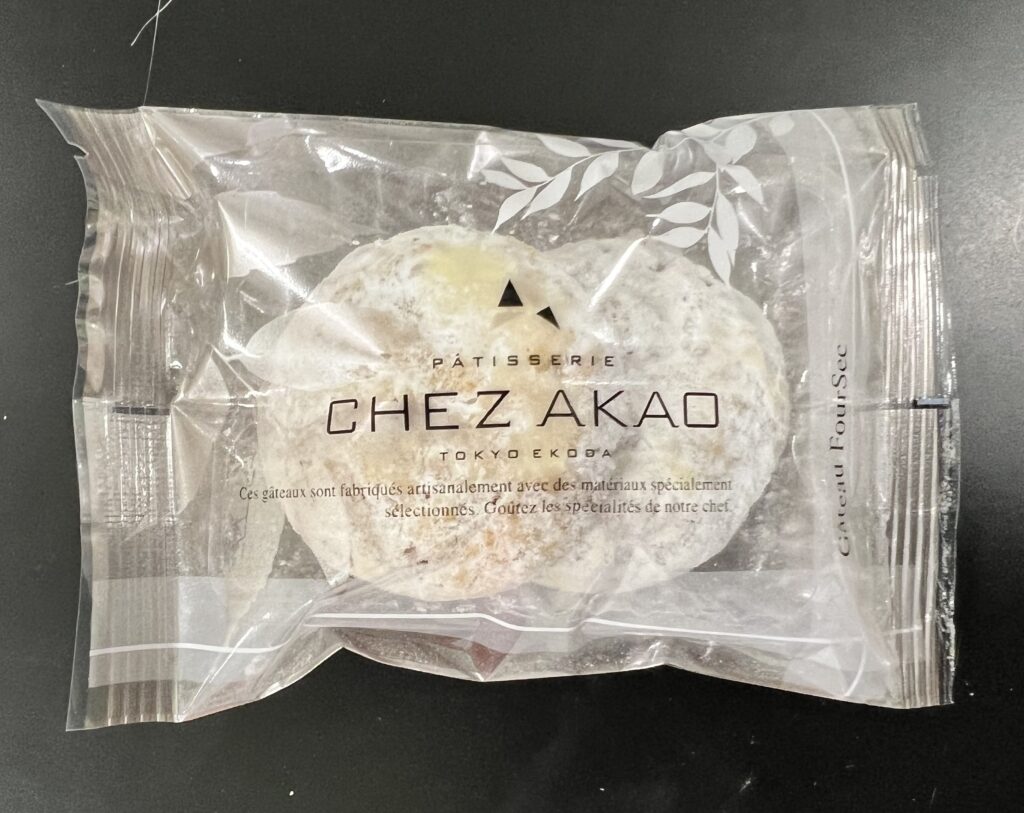 PÂTISSERIE
CHEZ AKAO
TOKYO EKODA
Ces gâteaux sont fabriqués artisanalement avec des matériaux spécialement
sélectionnés. Goûtez les spécialités de notre chef.
Gâteau FourSec